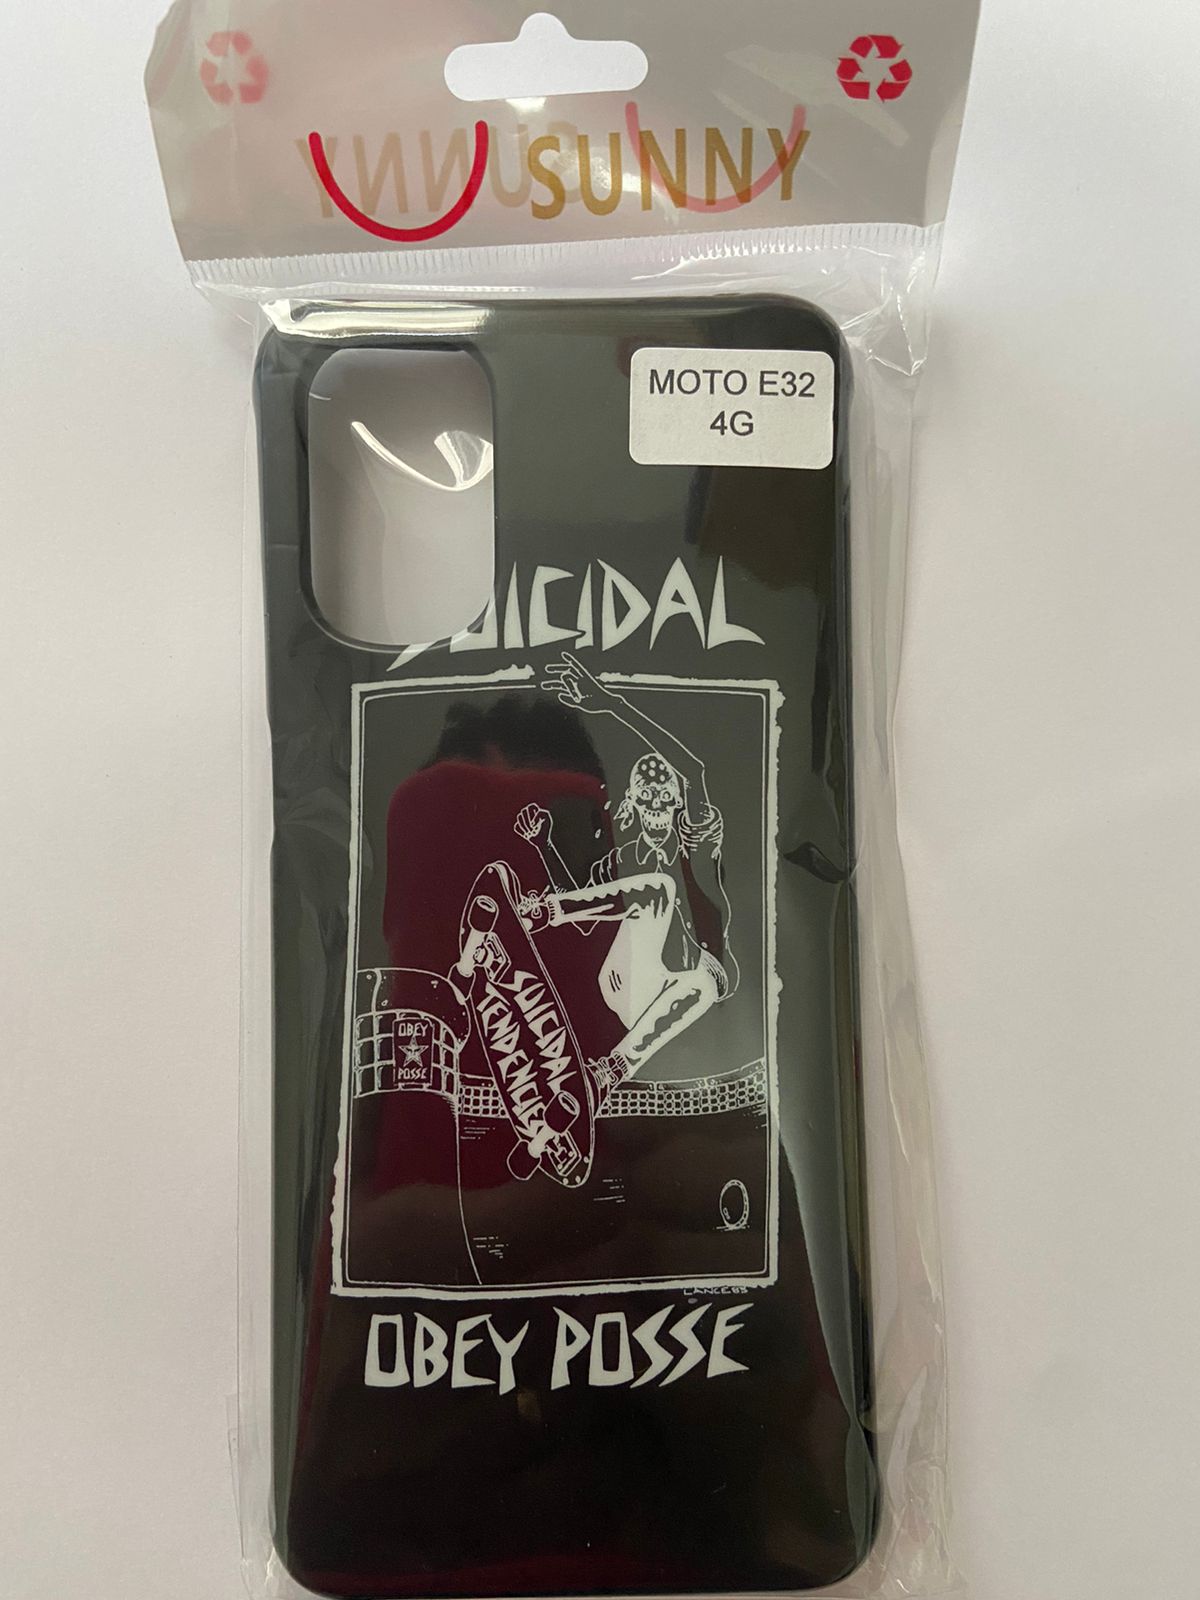 SUNNY
MOTO E32
4G
SUICIDAL
SUICIDAL
TENDENCIES
OBEY
POSSE
LANCE83
OBEY POSSE